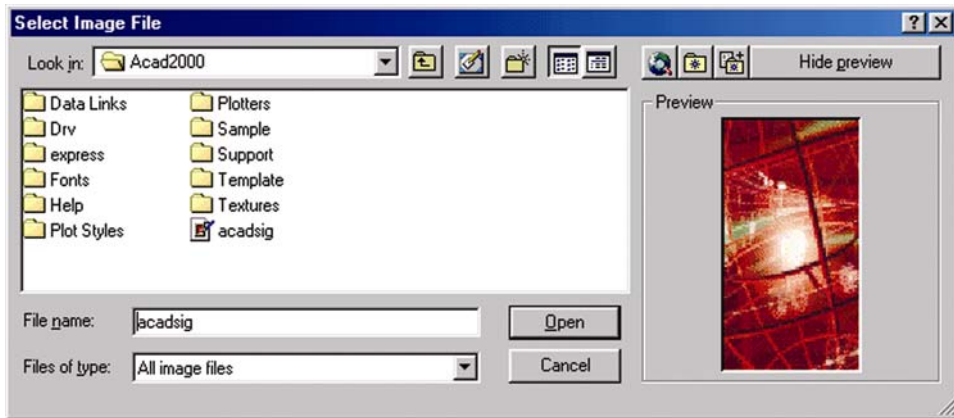 Select Image File
Look in: Acad2000
Hide preview
Data Links
Drv
express
Fonts
Help
Plot Styles
Plotters
Sample
Support
Template
Textures
acadsig
Preview
File name: acadsig
Open
Files of type: All image files
Cancel